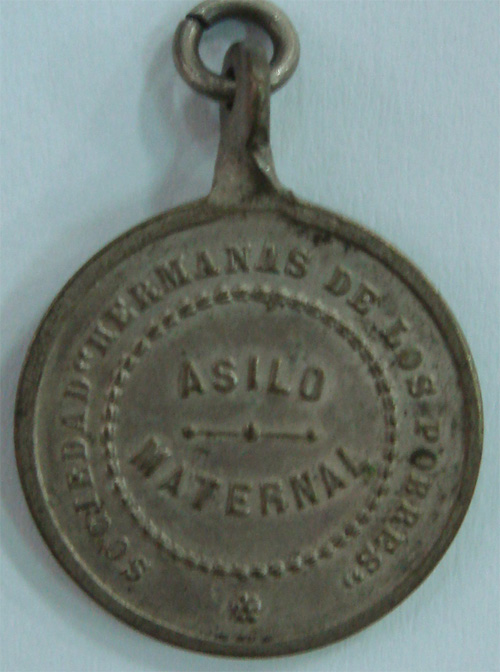 SOCIEDAD "HERMANAS DE LOS POBRES"
ASILO
MATERNAL